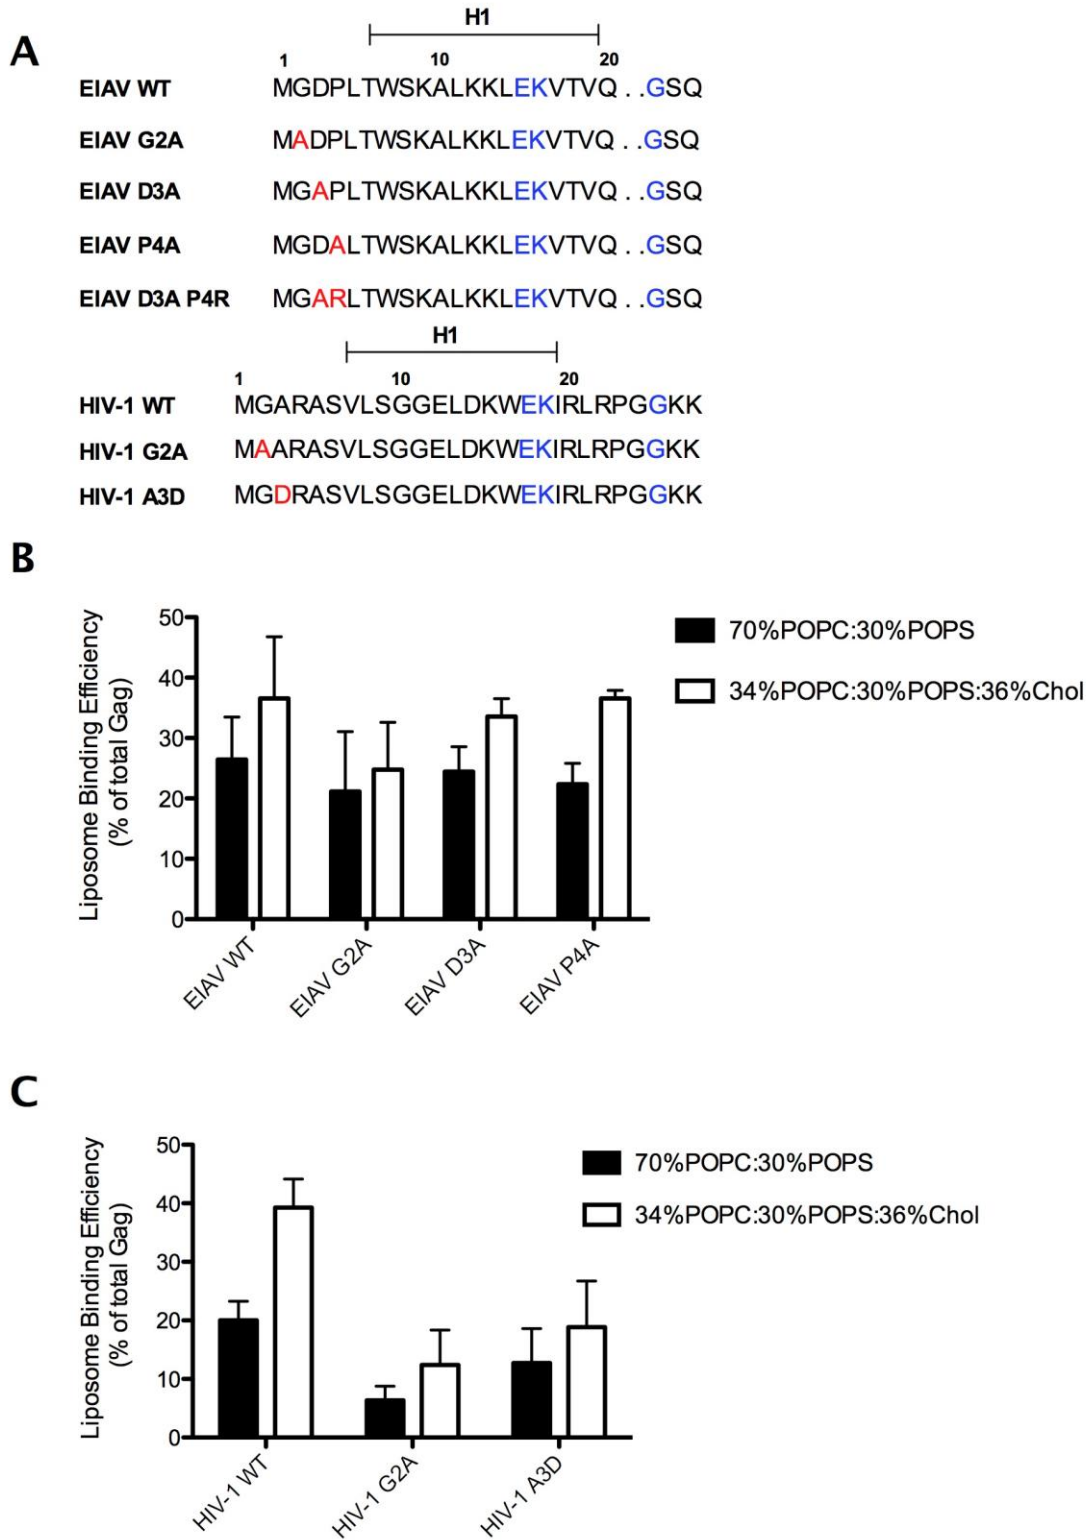 A
H1
1 10 20
EIAV WT MGDPLTWSKALKKLEKVTVQ . . GSQ
EIAV G2A MADPLTWSKALKKLEKVTVQ . . GSQ
EIAV D3A MGAPLTWSKALKKLEKVTVQ . . GSQ
EIAV P4A MGDALTWSKALKKLEKVTVQ . . GSQ
EIAV D3A P4R MGARLTWSKALKKLEKVTVQ . . GSQ
H1
1 10 20
HIV-1 WT MGARASVLSGGELDKWEKIRLRPGGKK
HIV-1 G2A MAARASVLSGGELDKWEKIRLRPGGKK
HIV-1 A3D MGDRASVLSGGELDKWEKIRLRPGGKK
B
Liposome Binding Efficiency
(% of total Gag)
50
40
30
20
10
0
EIAV WT
EIAV G2A
EIAV D3A
EIAV P4A
70%POPC:30%POPS
34%POPC:30%POPS:36%Chol
C
Liposome Binding Efficiency
(% of total Gag)
50
40
30
20
10
0
HIV-1 WT
HIV-1 G2A
HIV-1 A3D
70%POPC:30%POPS
34%POPC:30%POPS:36%Chol